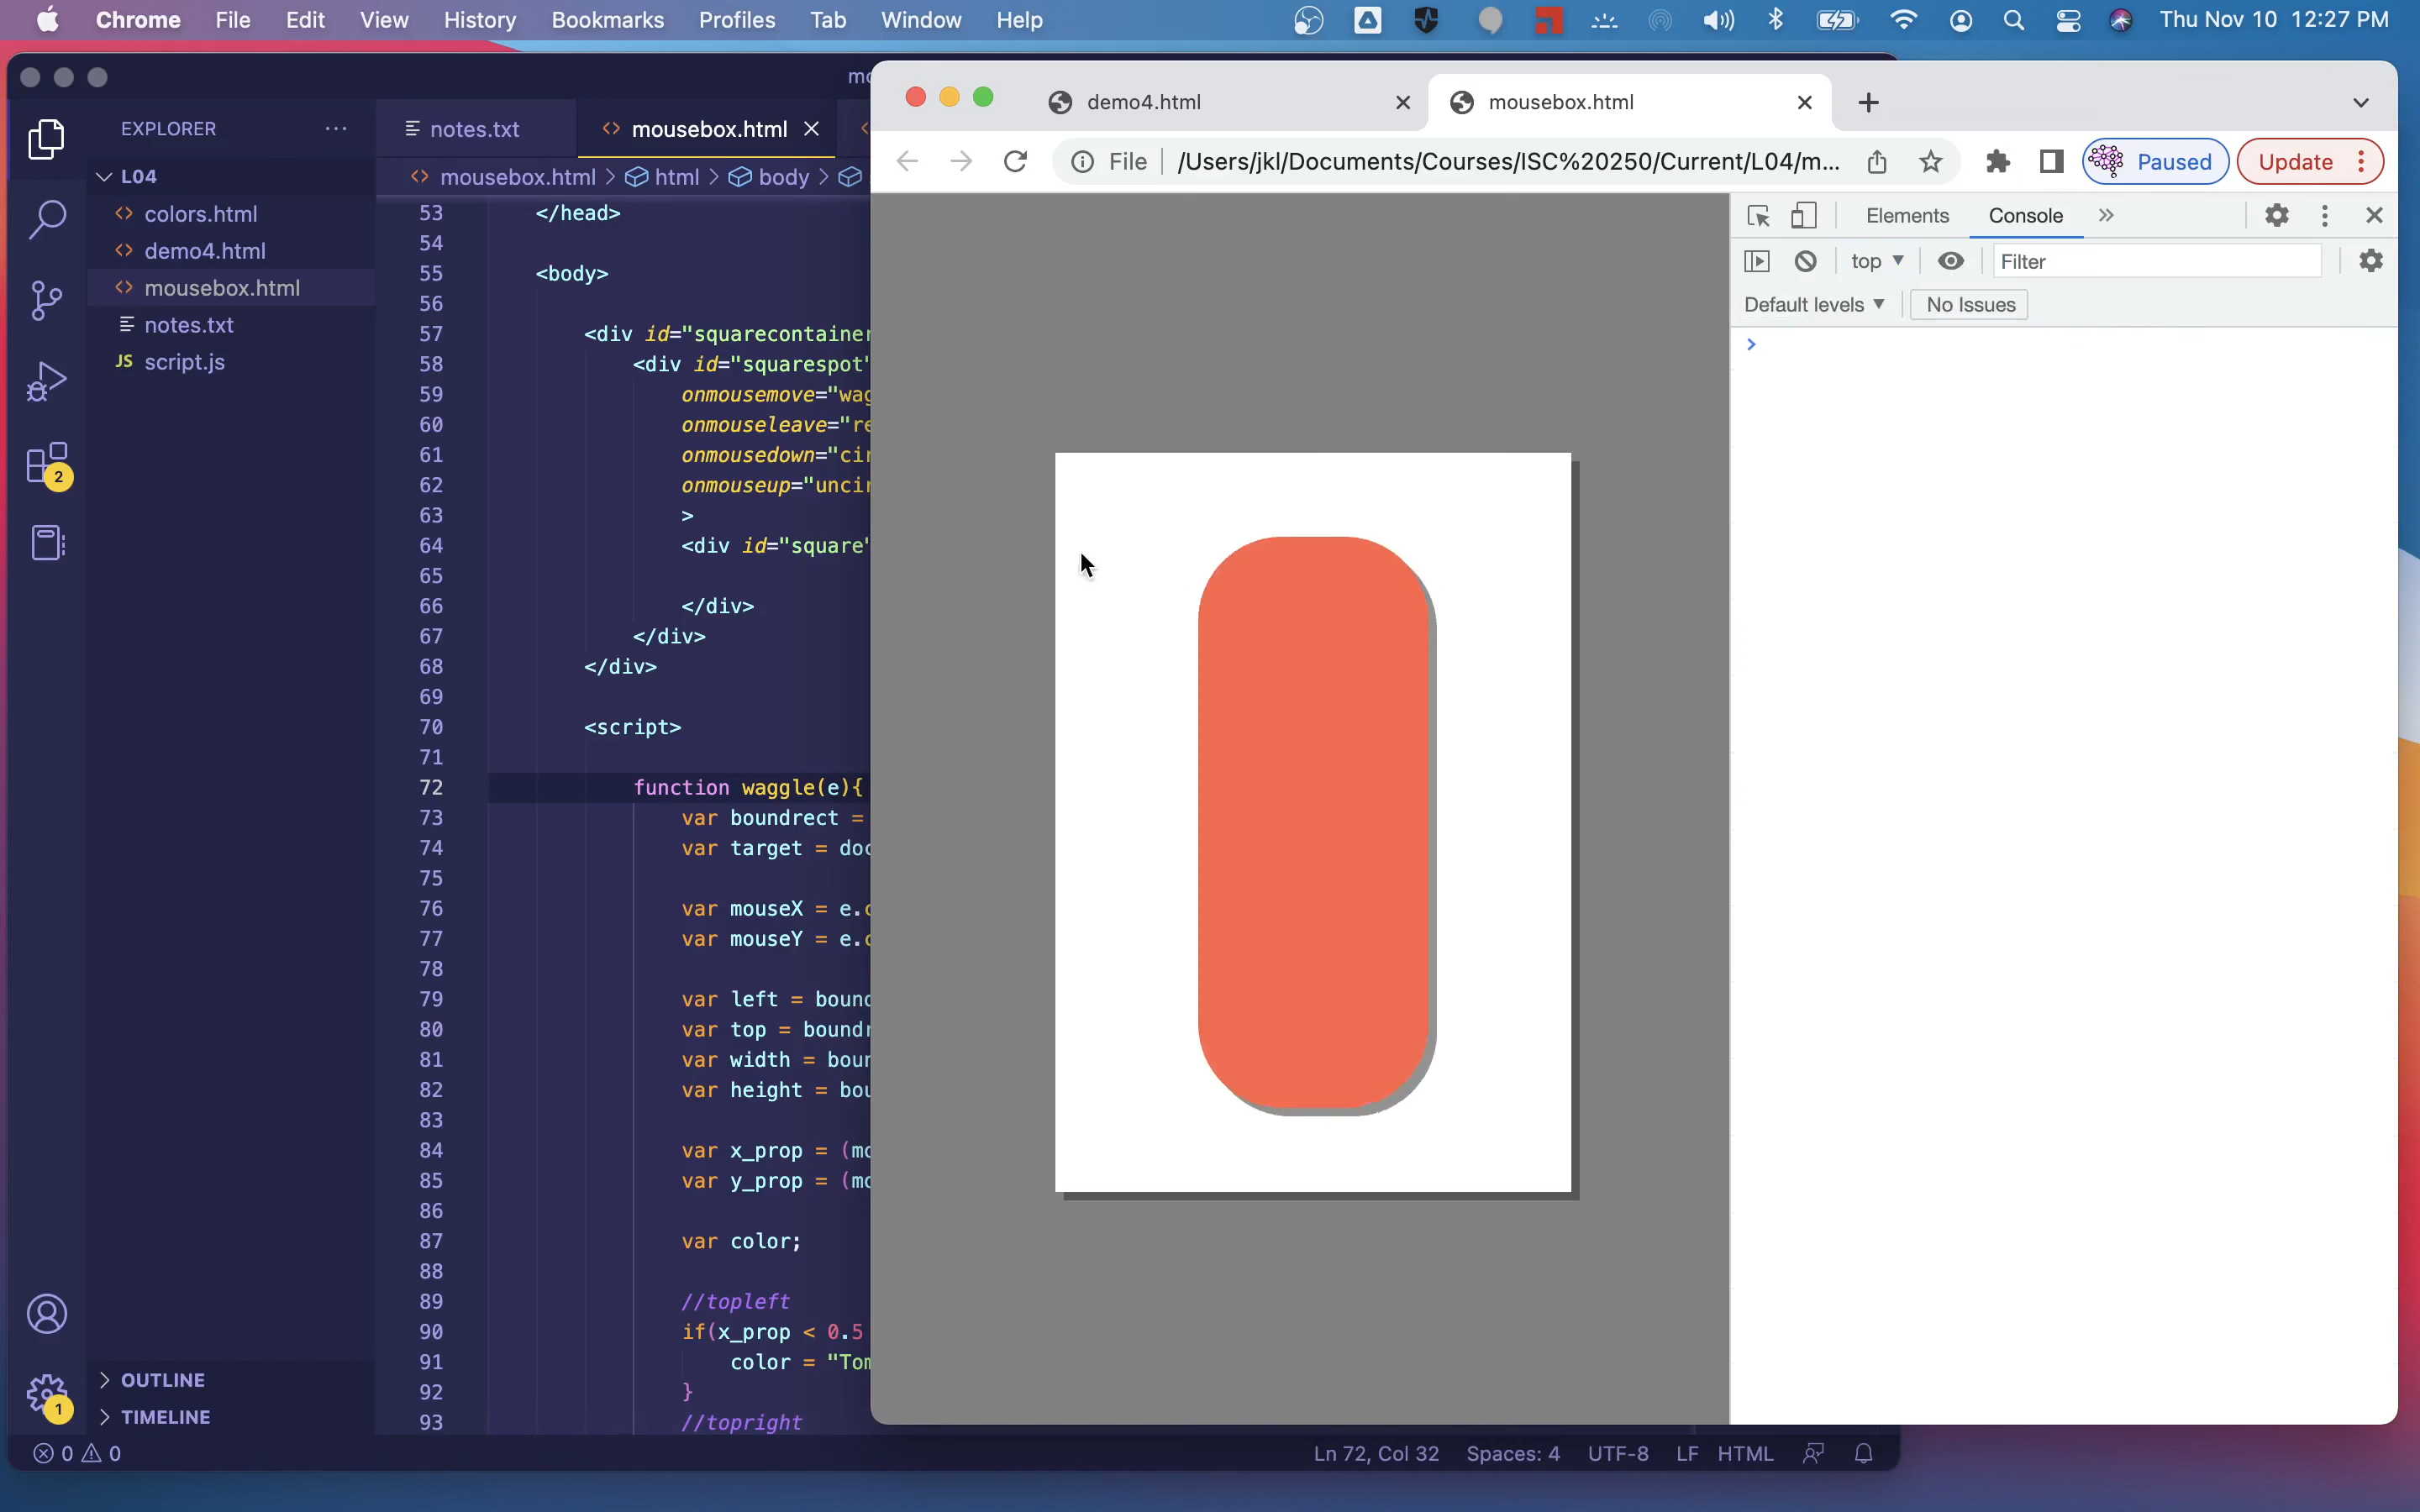 Chrome File Edit View History Bookmarks Profiles Tab Window Help Thu Nov 10 12:27 PM
EXPLORER
L04
colors.html
demo4.html
mousebox.html
notes.txt
JS script.js
2
1
OUTLINE
TIMELINE
notes.txt mousebox.html
mousebox.html > html > body >
53 </head>
54
55 <body>
56
57 <div id="squarecontainer
58 <div id="squarespot"
59 onmousemove="wag
60 onmouseleave="re
61 onmousedown="cir
62 onmouseup="uncir
63 >
64 <div id="square"
65
66 </div>
67 </div>
68 </div>
69
70 <script>
71
72 function waggle(e){
73 var boundrect =
74 var target = doc
75
76 var mouseX = e.c
77 var mouseY = e.c
78
79 var left = bound
80 var top = boundr
81 var width = boun
82 var height = bou
83
84 var x_prop = (mo
85 var y_prop = (mo
86
87 var color;
88
89 //topleft
90 if(x_prop < 0.5
91 color = "Tom
92 }
93 //topright
0 0 Ln 72, Col 32 Spaces: 4 UTF-8 LF HTML
demo4.html mousebox.html
File /Users/jkl/Documents/Courses/ISC%20250/Current/L04/m... Paused Update
Elements Console
top Filter
Default levels No Issues